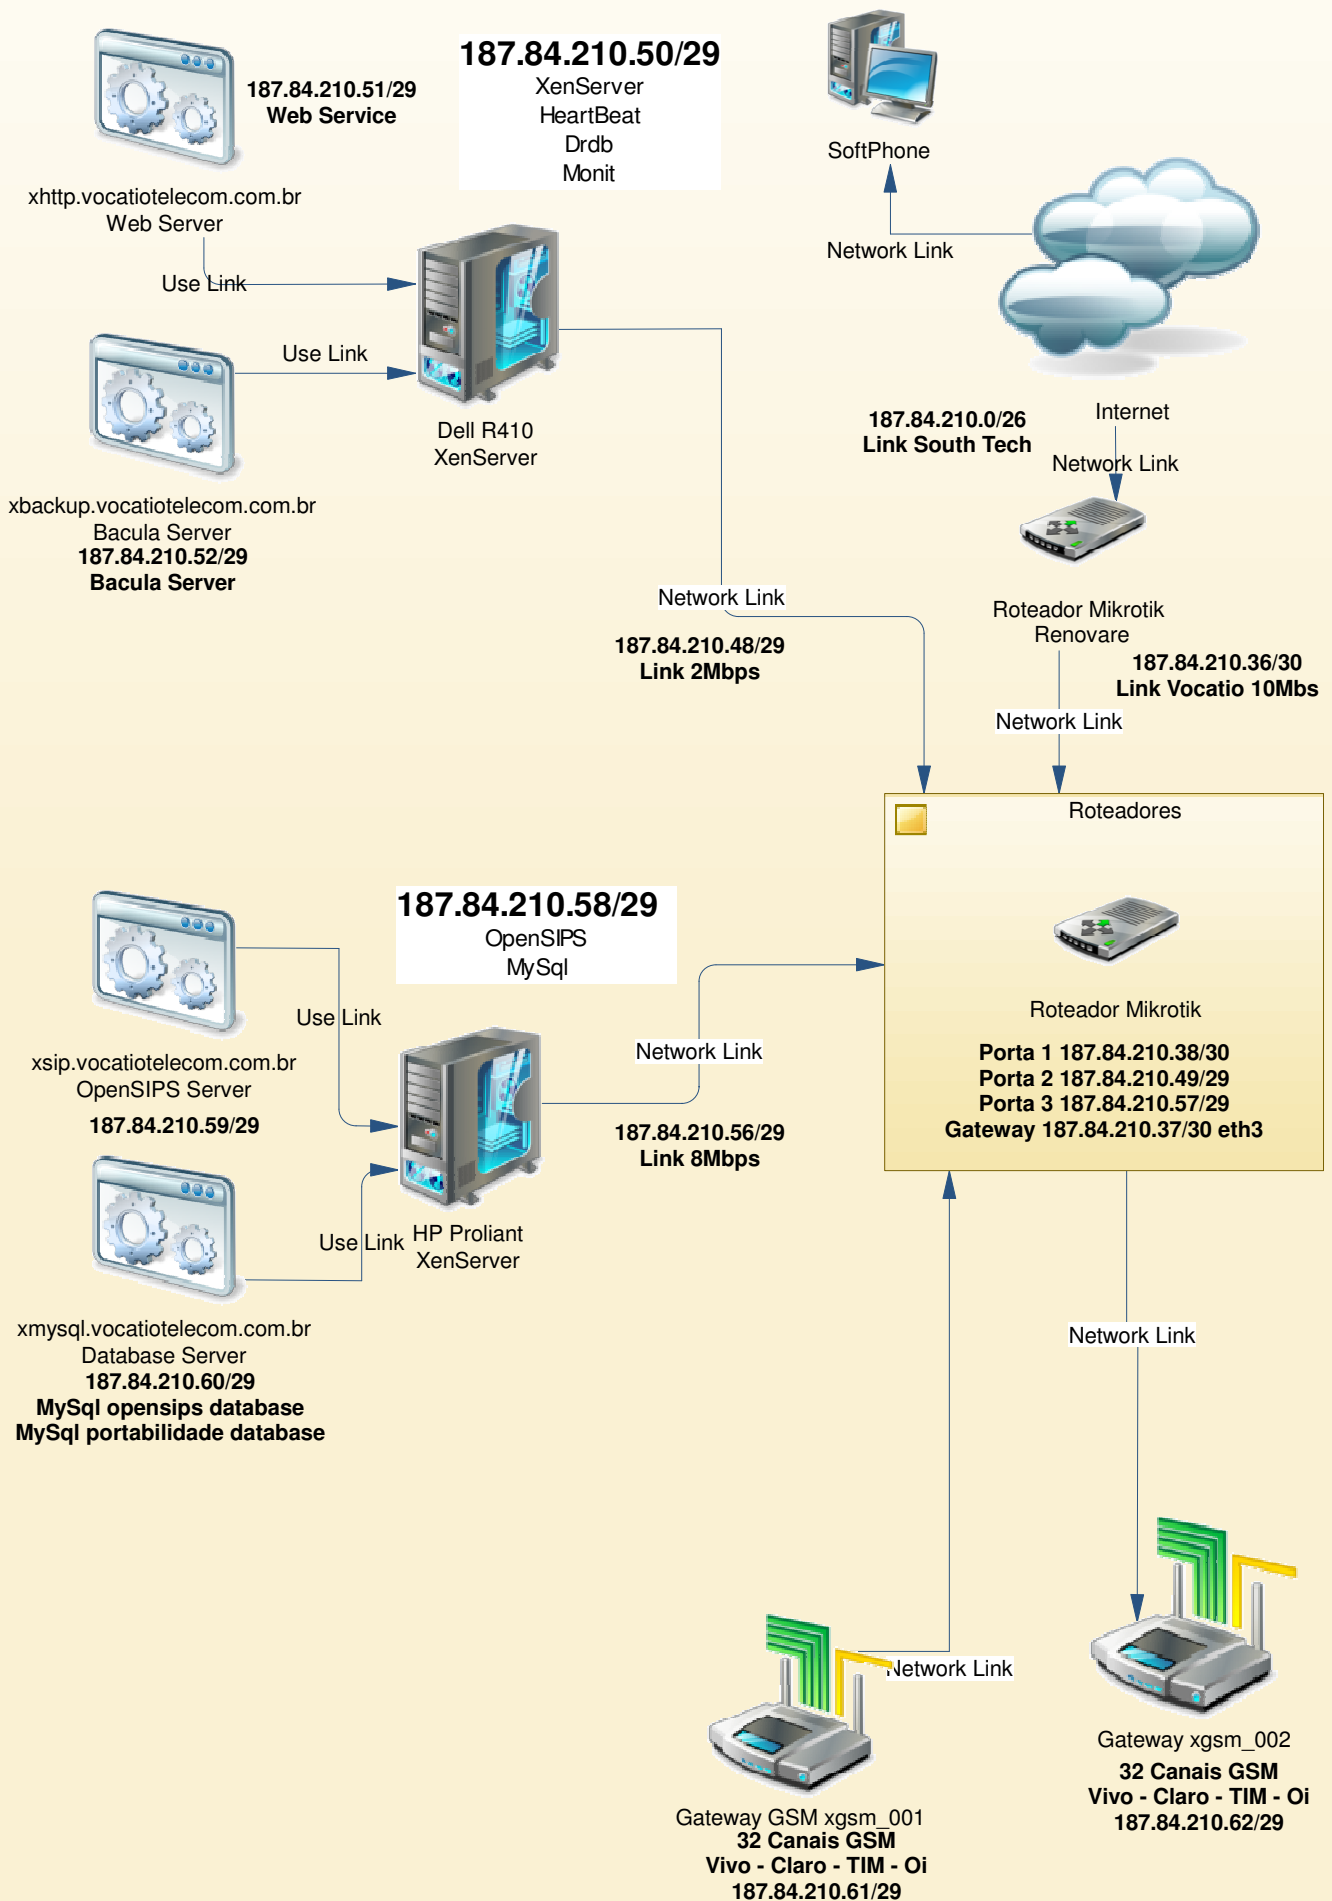 187.84.210.51/29
Web Service
xhttp.vocatiotelecom.com.br
Web Server
187.84.210.50/29
XenServer
HeartBeat
Drdb
Monit
SoftPhone
Network Link
Use Link
Use Link
Dell R410
XenServer
xbackup.vocatiotelecom.com.br
Bacula Server
187.84.210.52/29
Bacula Server
187.84.210.0/26
Link South Tech
Internet
Network Link
Roteador Mikrotik
Renovare
187.84.210.36/30
Link Vocatio 10Mbs
Network Link
Network Link
187.84.210.48/29
Link 2Mbps
Roteadores
Roteador Mikrotik
Porta 1 187.84.210.38/30
Porta 2 187.84.210.49/29
Porta 3 187.84.210.57/29
Gateway 187.84.210.37/30 eth3
187.84.210.58/29
OpenSIPS
MySql
Use Link
xsip.vocatiotelecom.com.br
OpenSIPS Server
187.84.210.59/29
Network Link
187.84.210.56/29
Link 8Mbps
Use Link
HP Proliant
XenServer
xmysql.vocatiotelecom.com.br
Database Server
187.84.210.60/29
MySql opensips database
MySql portabilidade database
Network Link
Network Link
Gateway xgsm_002
32 Canais GSM
Vivo - Claro - TIM - Oi
187.84.210.62/29
Gateway GSM xgsm_001
32 Canais GSM
Vivo - Claro - TIM - Oi
187.84.210.61/29